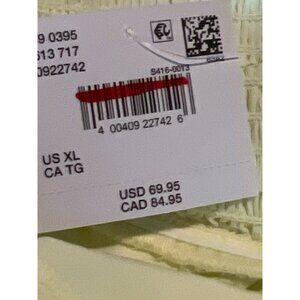 9 0395
613 717
00922742
S416-0013
4 00409 22742 6
US XL
CA TG
USD 69.95
CAD 84.95